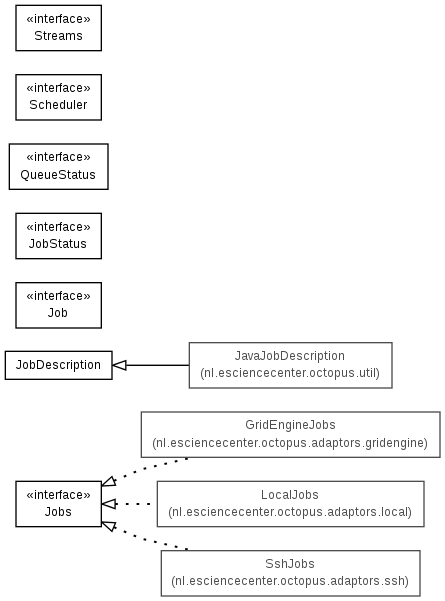 «interface»
Streams
«interface»
Scheduler
«interface»
QueueStatus
«interface»
JobStatus
«interface»
Job
JobDescription
JavaJobDescription
(nl.esciencecenter.octopus.util)
GridEngineJobs
(nl.esciencecenter.octopus.adaptors.gridengine)
«interface»
Jobs
LocalJobs
(nl.esciencecenter.octopus.adaptors.local)
SshJobs
(nl.esciencecenter.octopus.adaptors.ssh)